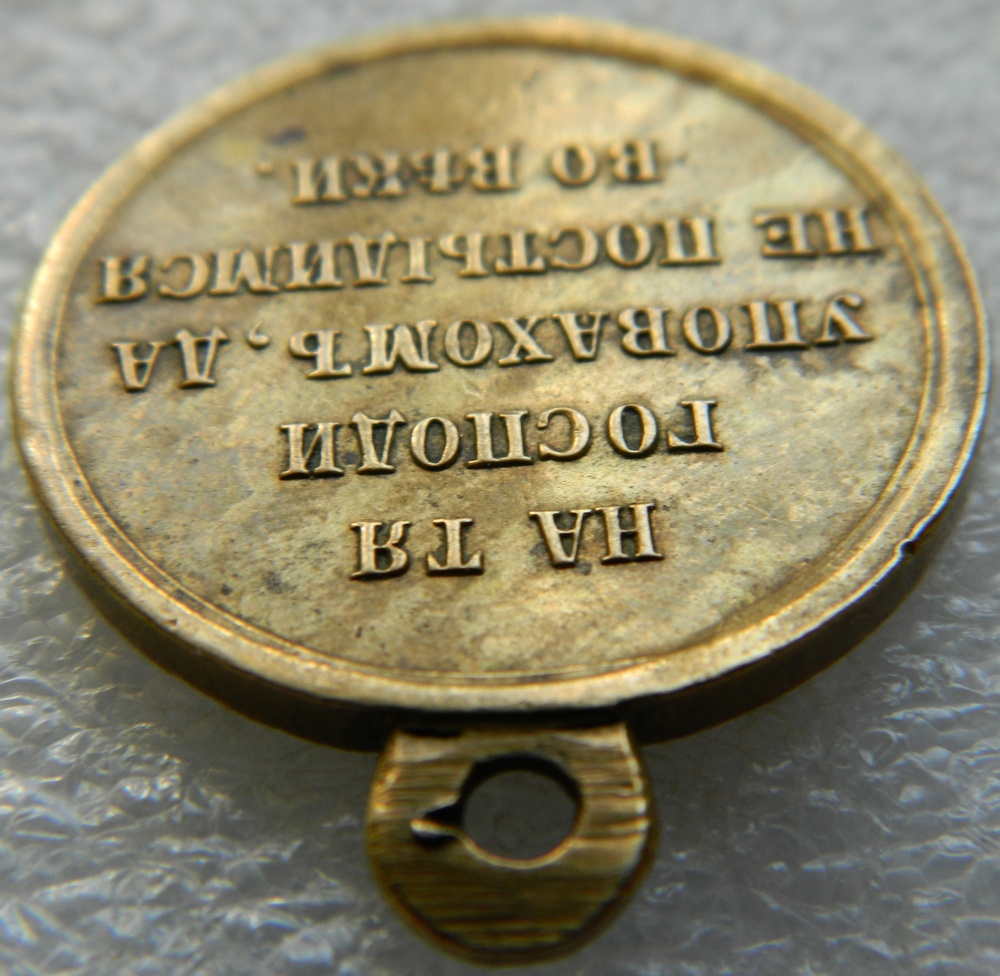 НА ТЯ
ГОСПОДИ
УПОВАХОМЪ, ДА
НЕ ПОСТЫДИМСЯ
ВО ВѢКИ.